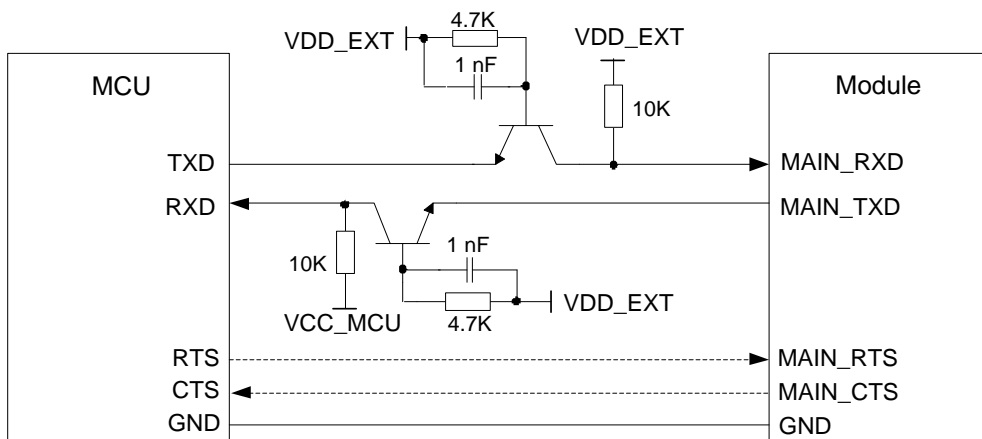 4.7K
VDD_EXT
VDD_EXT
1 nF
MCU
Module
10K
TXD
MAIN_RXD
RXD
MAIN_TXD
1 nF
10K
VDD_EXT
VCC_MCU
4.7K
RTS
MAIN_RTS
CTS
MAIN_CTS
GND
GND